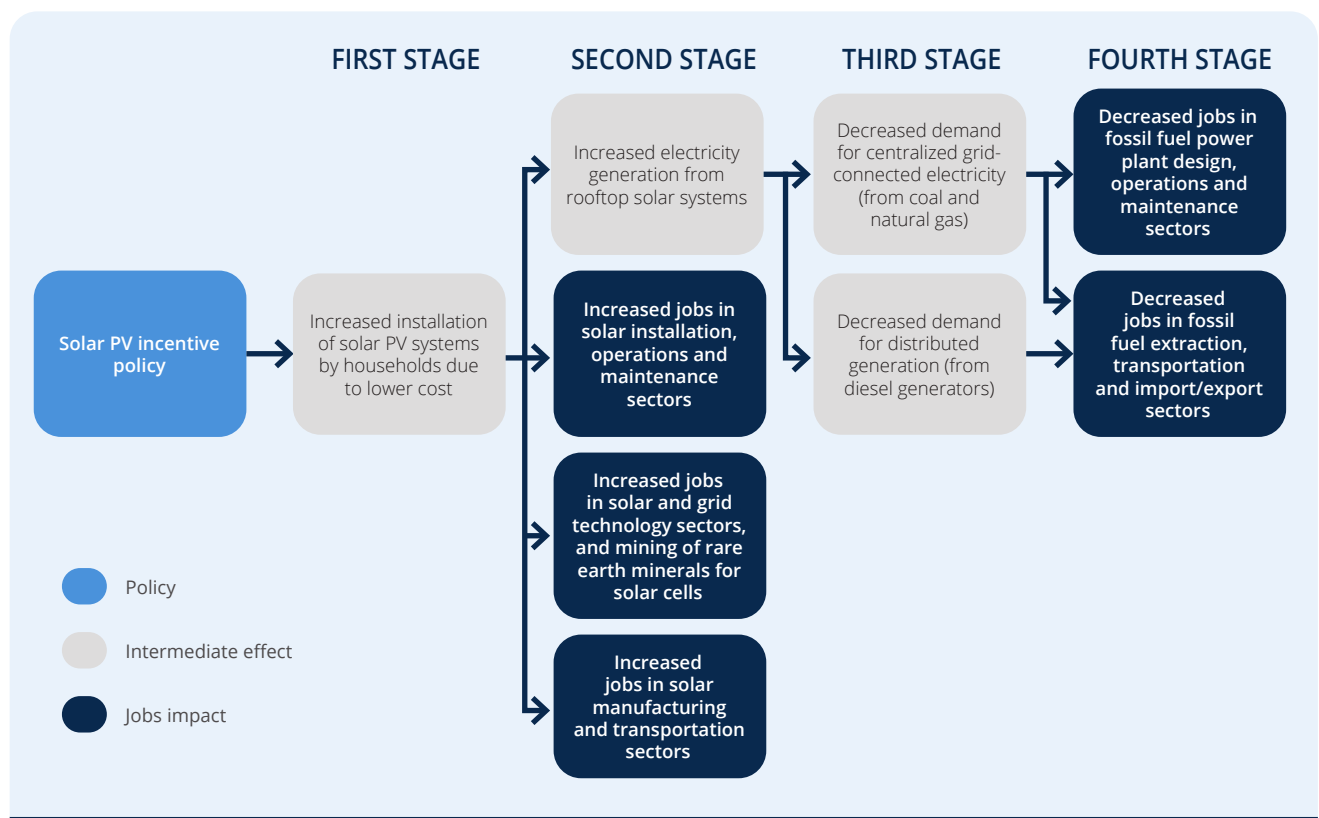 FIRST STAGE
SECOND STAGE
THIRD STAGE
FOURTH STAGE
Solar PV incentive
policy
Increased installation
of solar PV systems
by households due
to lower cost
Increased electricity
generation from
rooftop solar systems
Increased jobs in
solar installation,
operations and
maintenance
sectors
Increased jobs
in solar and grid
technology sectors,
and mining of rare
earth minerals for
solar cells
Increased
jobs in solar
manufacturing
and transportation
sectors
Decreased demand
for centralized grid-
connected electricity
(from coal and
natural gas)
Decreased demand
for distributed
generation (from
diesel generators)
Decreased jobs in
fossil fuel power
plant design,
operations and
maintenance
sectors
Decreased
jobs in fossil
fuel extraction,
transportation
and import/export
sectors
Policy
Intermediate effect
Jobs impact